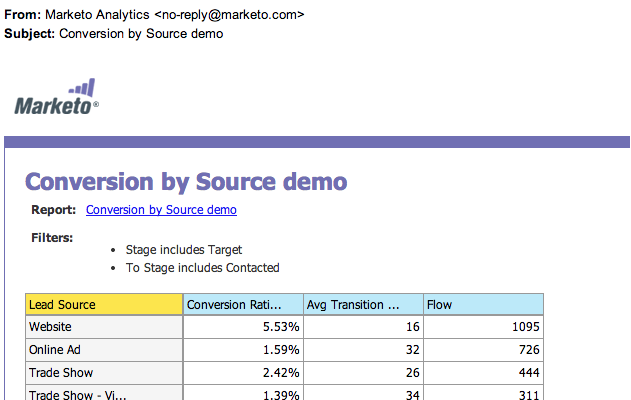 From: Marketo Analytics <no-reply@marketo.com>
Subject: Conversion by Source demo
Marketo®
Conversion by Source demo
Report: Conversion by Source demo
Filters:
• Stage includes Target
• To Stage includes Contacted
Lead Source Conversion Rati... Avg Transition ... Flow
Website 5.53% 16 1095
Online Ad 1.59% 32 726
Trade Show 2.42% 26 444
Trade Show - Vi... 1.39% 34 311